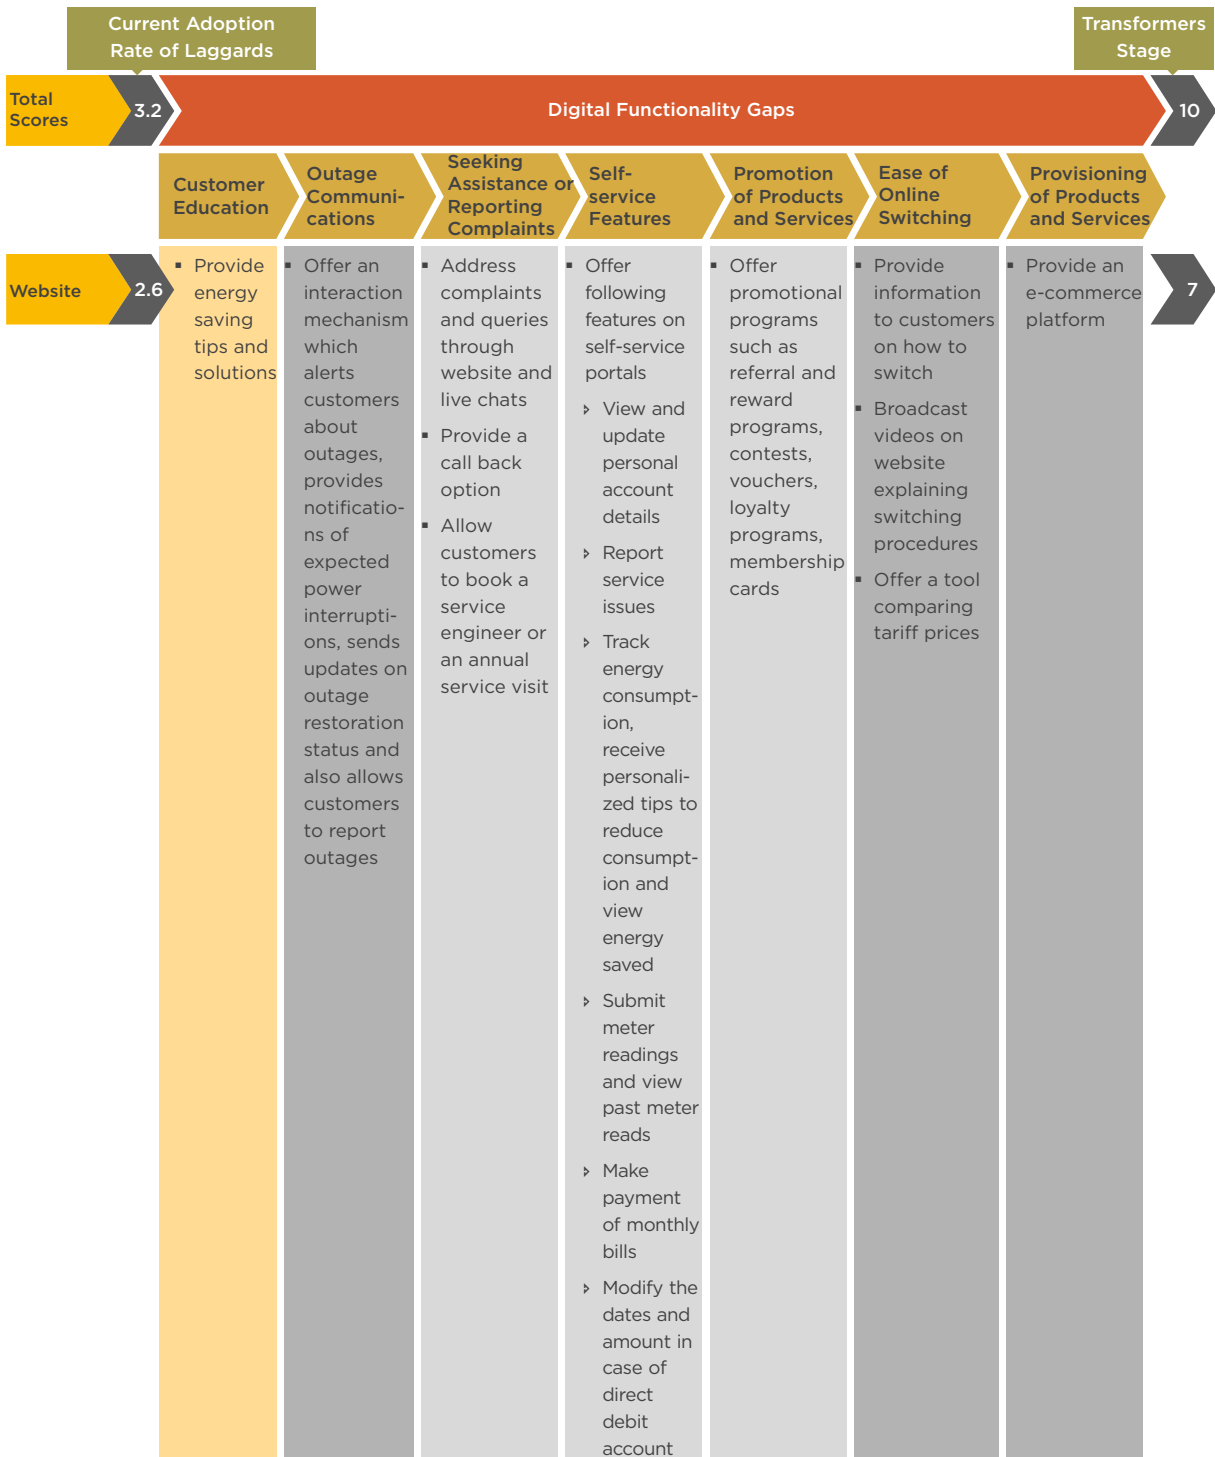 Current Adoption
Rate of Laggards
Transformers
Stage
Total
Scores
3.2
Digital Functionality Gaps
10
Customer
Education
Outage
Communi-
cations
Seeking
Assistance or
Reporting
Complaints
Self-
service
Features
Promotion
of Products
and Services
Ease of
Online
Switching
Provisioning
of Products
and Services
Website
2.6
▪ Provide
energy
saving
tips and
solutions
▪ Offer an
interaction
mechanism
which
alerts
customers
about
outages,
provides
notificatio-
ns of
expected
power
interrupti-
ons, sends
updates on
outage
restoration
status and
also allows
customers
to report
outages
▪ Address
complaints
and queries
through
website and
live chats
▪ Provide a
call back
option
▪ Allow
customers
to book a
service
engineer or
an annual
service visit
▪ Offer
following
features on
self-service
portals
▹ View and
update
personal
account
details
▹ Report
service
issues
▹ Track
energy
consumpt-
ion,
receive
personali-
zed tips to
reduce
consumpt-
ion and
view
energy
saved
▹ Submit
meter
readings
and view
past meter
reads
▹ Make
payment
of monthly
bills
▹ Modify the
dates and
amount in
case of
direct
debit
account
▪ Offer
promotional
programs
such as
referral and
reward
programs,
contests,
vouchers,
loyalty
programs,
membership
cards
▪ Provide
information
to customers
on how to
switch
▪ Broadcast
videos on
website
explaining
switching
procedures
▪ Offer a tool
comparing
tariff prices
▪ Provide an
e-commerce
platform
7